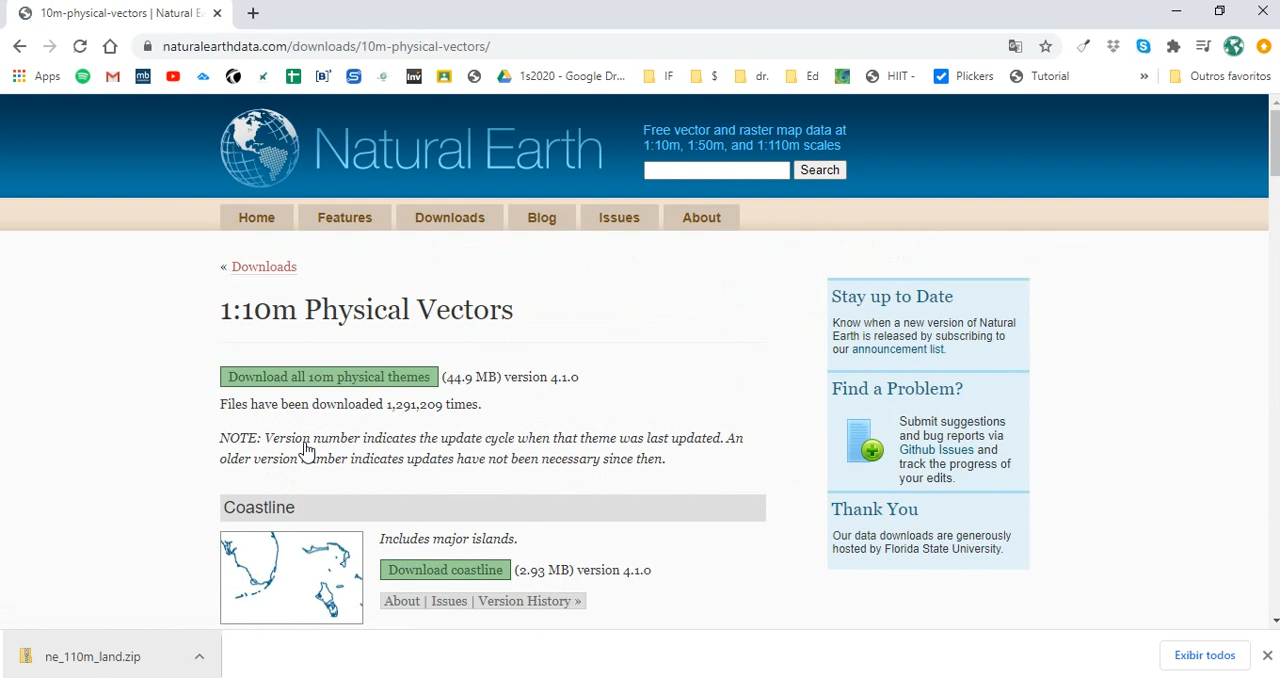 10m-physical-vectors | Natural E
naturalearthdata.com/downloads/10m-physical-vectors/
Apps
1s2020 - Google Dr...
IF
$
dr.
Ed
HIIT -
Plickers
Tutorial
»
Outros favoritos
Natural Earth
Free vector and raster map data at
1:10m, 1:50m, and 1:110m scales
Search
Home
Features
Downloads
Blog
Issues
About
« Downloads
1:10m Physical Vectors
Download all 10m physical themes (44.9 MB) version 4.1.0
Files have been downloaded 1,291,209 times.
NOTE: Version number indicates the update cycle when that theme was last updated. An
older version number indicates updates have not been necessary since then.
Coastline
Includes major islands.
Download coastline (2.93 MB) version 4.1.0
About | Issues | Version History »
Stay up to Date
Know when a new version of Natural
Earth is released by subscribing to
our announcement list.
Find a Problem?
Submit suggestions
and bug reports via
Github Issues and
track the progress of
your edits.
Thank You
Our data downloads are generously
hosted by Florida State University.
ne_110m_land.zip
Exibir todos